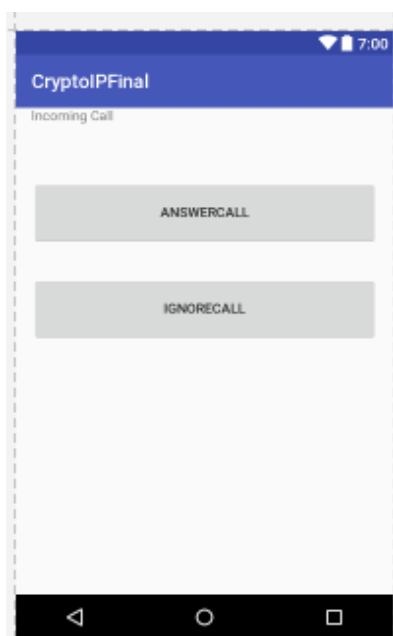 7:00
CryptoIPFinal
Incoming Call
ANSWERCALL
IGNORECALL